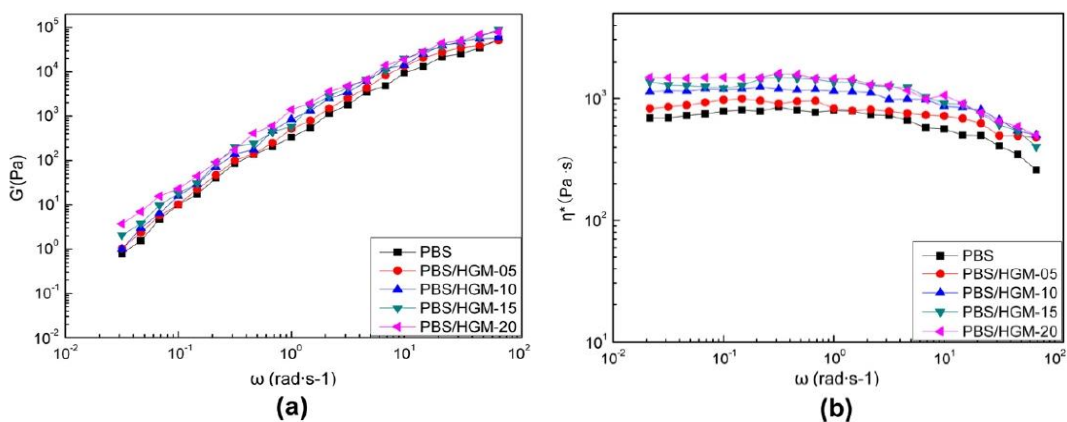 10^5
10^4
10^3
10^2
10^1
10^0
10^-1
10^-2
G'(Pa)
PBS
PBS/HGM-05
PBS/HGM-10
PBS/HGM-15
PBS/HGM-20
10^-2 10^-1 10^0 10^1 10^2
ω (rad·s-1)
(a)
10^3
10^2
10^1
η* (Pa·s)
PBS
PBS/HGM-05
PBS/HGM-10
PBS/HGM-15
PBS/HGM-20
10^-2 10^-1 10^0 10^1 10^2
ω (rad·s-1)
(b)